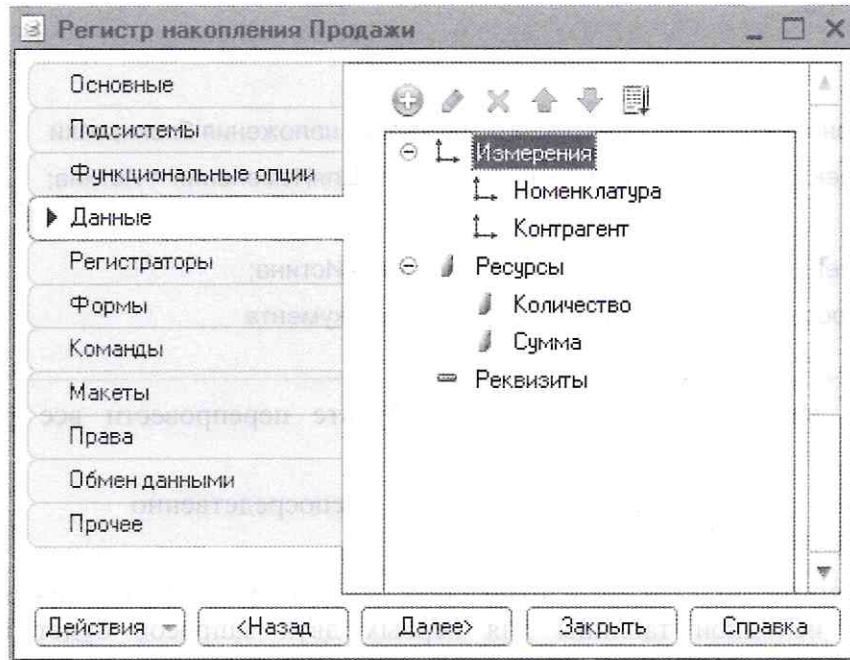 Регистр накопления Продажи
Основные
Подсистемы
Функциональные опции
Данные
Регистраторы
Формы
Команды
Макеты
Права
Обмен данными
Прочее
Измерения
Номенклатура
Контрагент
Ресурсы
Количество
Сумма
Реквизиты
Действия
<Назад
Далее>
Закрыть
Справка